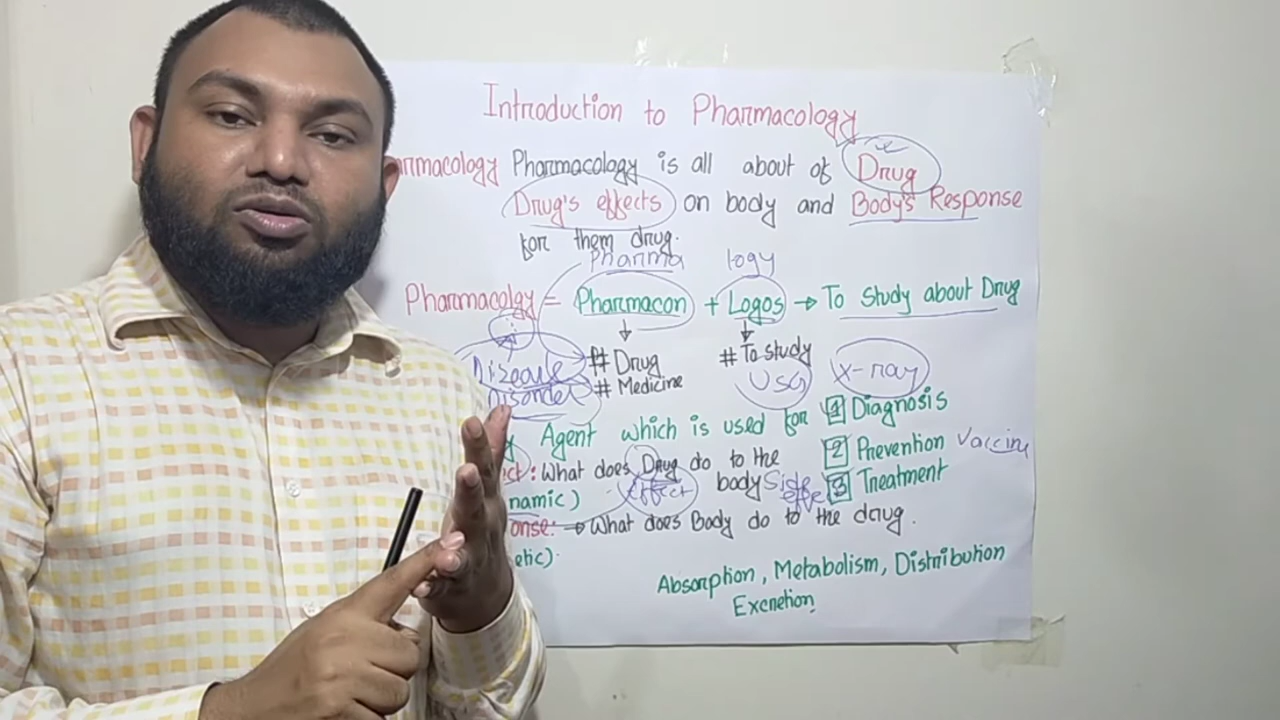 Introduction to Pharmacology
armacology Pharmacology is all about of Drug
Drug's effects on body and Body's Response
for them drug.
Pharma logy
Pharmacolgy = Pharmacon + Logos → To study about Drug
# Drug # To study
Disorder # Medicine USG X-ray
Agent which is used for 1 Diagnosis
2 Prevention Vaccine
3 Treatment
: What does Drug do to the
body Side
namic) Effect
onse: → What does Body do to the drug.
etic).
Absorption, Metabolism, Distribution
Excretion